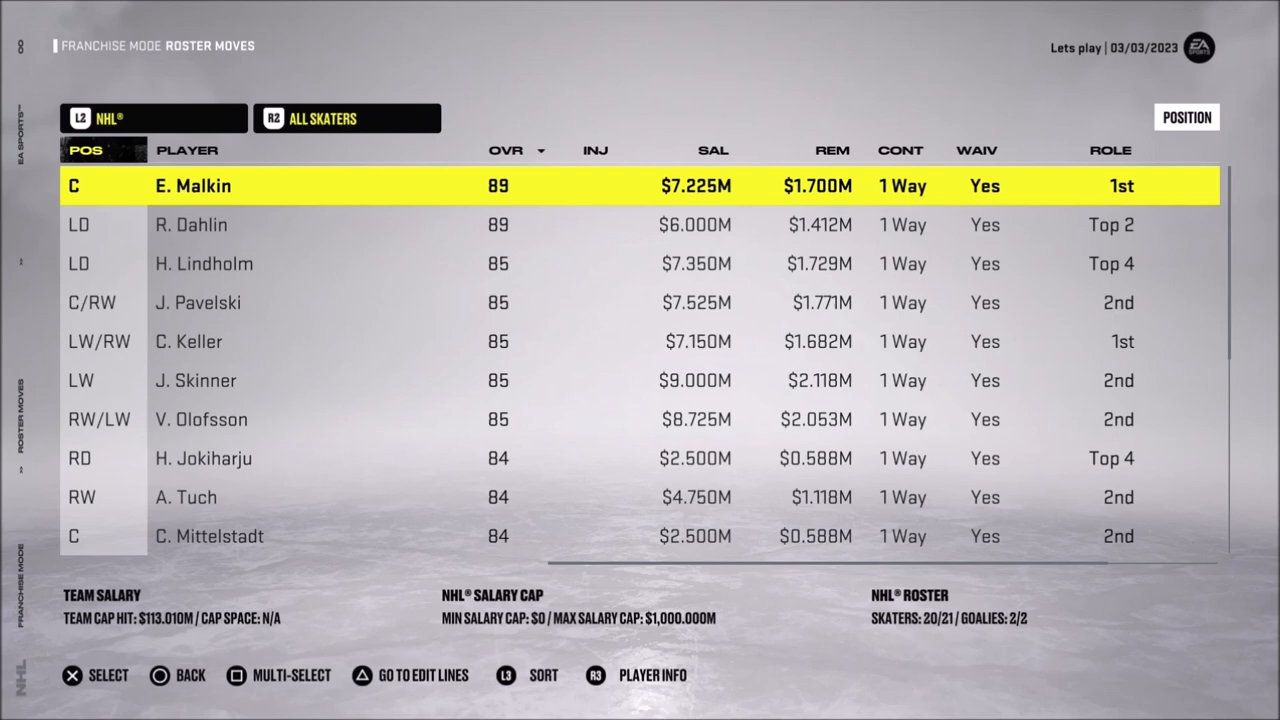 FRANCHISE MODE ROSTER MOVES
Lets play | 03/03/2023
EA SPORTS
EA SPORTS™
ROSTER MOVES
FRANCHISE MODE
NHL
L2 NHL®
R2 ALL SKATERS
POSITION
POS PLAYER OVR INJ SAL REM CONT WAIV ROLE
C E. Malkin 89 $7.225M $1.700M 1 Way Yes 1st
LD R. Dahlin 89 $6.000M $1.412M 1 Way Yes Top 2
LD H. Lindholm 85 $7.350M $1.729M 1 Way Yes Top 4
C/RW J. Pavelski 85 $7.525M $1.771M 1 Way Yes 2nd
LW/RW C. Keller 85 $7.150M $1.682M 1 Way Yes 1st
LW J. Skinner 85 $9.000M $2.118M 1 Way Yes 2nd
RW/LW V. Olofsson 85 $8.725M $2.053M 1 Way Yes 2nd
RD H. Jokiharju 84 $2.500M $0.588M 1 Way Yes Top 4
RW A. Tuch 84 $4.750M $1.118M 1 Way Yes 2nd
C C. Mittelstadt 84 $2.500M $0.588M 1 Way Yes 2nd
TEAM SALARY
TEAM CAP HIT: $113.010M / CAP SPACE: N/A
NHL® SALARY CAP
MIN SALARY CAP: $0 / MAX SALARY CAP: $1,000.000M
NHL® ROSTER
SKATERS: 20/21 / GOALIES: 2/2
SELECT BACK MULTI-SELECT GO TO EDIT LINES L3 SORT R3 PLAYER INFO